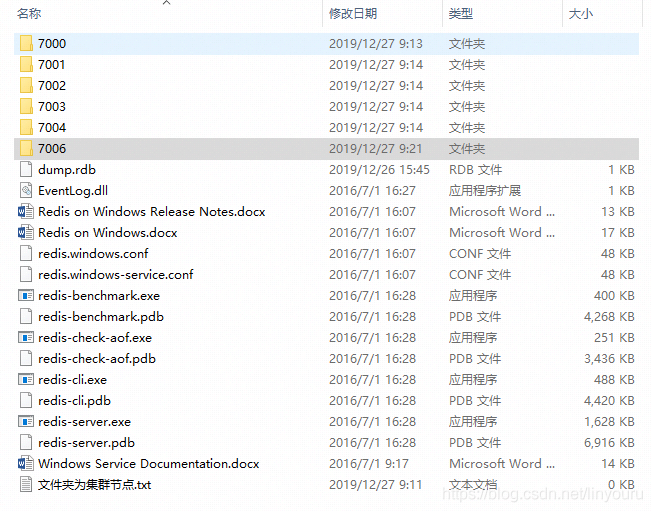 名称 修改日期 类型 大小
7000 2019/12/27 9:13 文件夹
7001 2019/12/27 9:14 文件夹
7002 2019/12/27 9:14 文件夹
7003 2019/12/27 9:14 文件夹
7004 2019/12/27 9:14 文件夹
7006 2019/12/27 9:21 文件夹
dump.rdb 2019/12/26 15:45 RDB 文件 1 KB
EventLog.dll 2016/7/1 16:27 应用程序扩展 1 KB
Redis on Windows Release Notes.docx 2016/7/1 16:07 Microsoft Word ... 13 KB
Redis on Windows.docx 2016/7/1 16:07 Microsoft Word ... 17 KB
redis.windows.conf 2016/7/1 16:07 CONF 文件 48 KB
redis.windows-service.conf 2016/7/1 16:07 CONF 文件 48 KB
redis-benchmark.exe 2016/7/1 16:28 应用程序 400 KB
redis-benchmark.pdb 2016/7/1 16:28 PDB 文件 4,268 KB
redis-check-aof.exe 2016/7/1 16:28 应用程序 251 KB
redis-check-aof.pdb 2016/7/1 16:28 PDB 文件 3,436 KB
redis-cli.exe 2016/7/1 16:28 应用程序 488 KB
redis-cli.pdb 2016/7/1 16:28 PDB 文件 4,420 KB
redis-server.exe 2016/7/1 16:28 应用程序 1,628 KB
redis-server.pdb 2016/7/1 16:28 PDB 文件 6,916 KB
Windows Service Documentation.docx 2016/7/1 9:17 Microsoft Word ... 14 KB
文件夹为集群节点.txt 2019/12/27 9:11 文本文档 0 KB
https://blog.csdn.net/linyouru